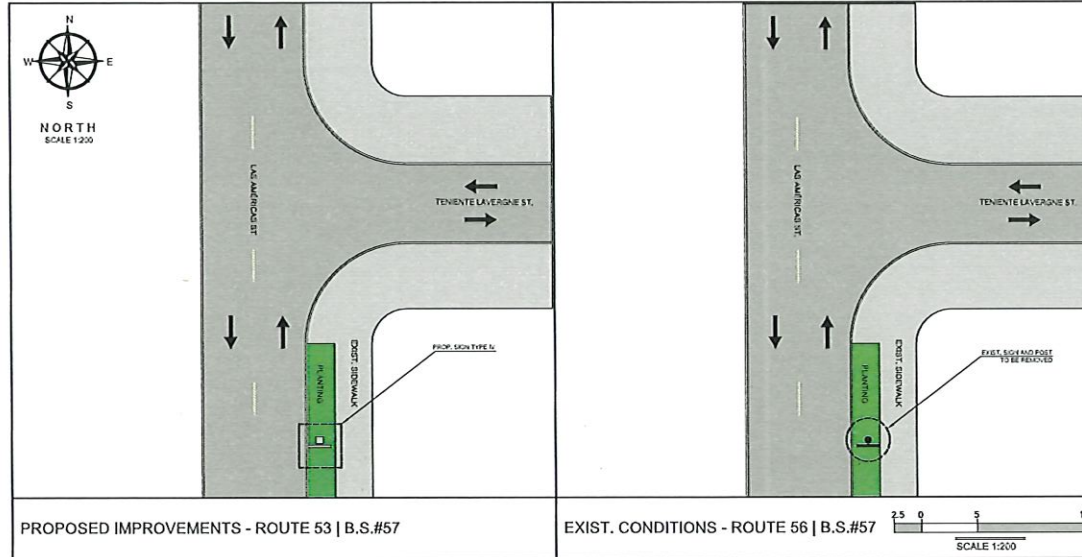 N
W E
S
NORTH
SCALE 1:200
LAS AMÉRICAS ST.
TENIENTE LAVERGNE ST.
PROP. SIGN TYPE IV
EXIST. SIDEWALK
PLANTING
PROPOSED IMPROVEMENTS - ROUTE 53 | B.S.#57
LAS AMÉRICAS ST.
TENIENTE LAVERGNE ST.
EXIST. SIGN AND POST
TO BE REMOVED
EXIST. SIDEWALK
PLANTING
EXIST. CONDITIONS - ROUTE 56 | B.S.#57
2.5 0 5
SCALE 1:200